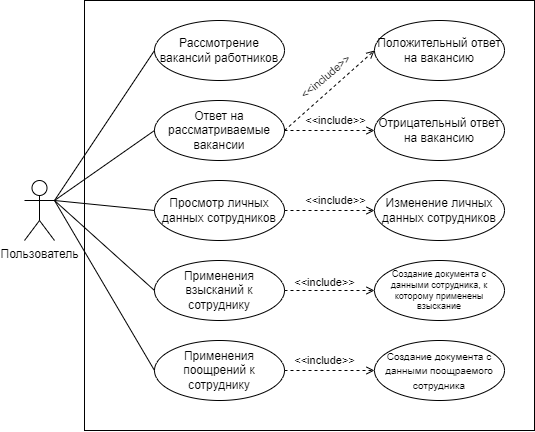 Рассмотрение
вакансий работников
Положительный ответ
на вакансию
<<include>>
Ответ на
рассматриваемые
вакансии
<<include>>
Отрицательный ответ
на вакансию
Пользователь
Просмотр личных
данных сотрудников
<<include>>
Изменение личных
данных сотрудников
Применения
взысканий к
сотруднику
<<include>>
Создание документа с
данными сотрудника, к
которому применены
взыскание
Применения
поощрений к
сотруднику
<<include>>
Создание документа с
данными поощраемого
сотрудника